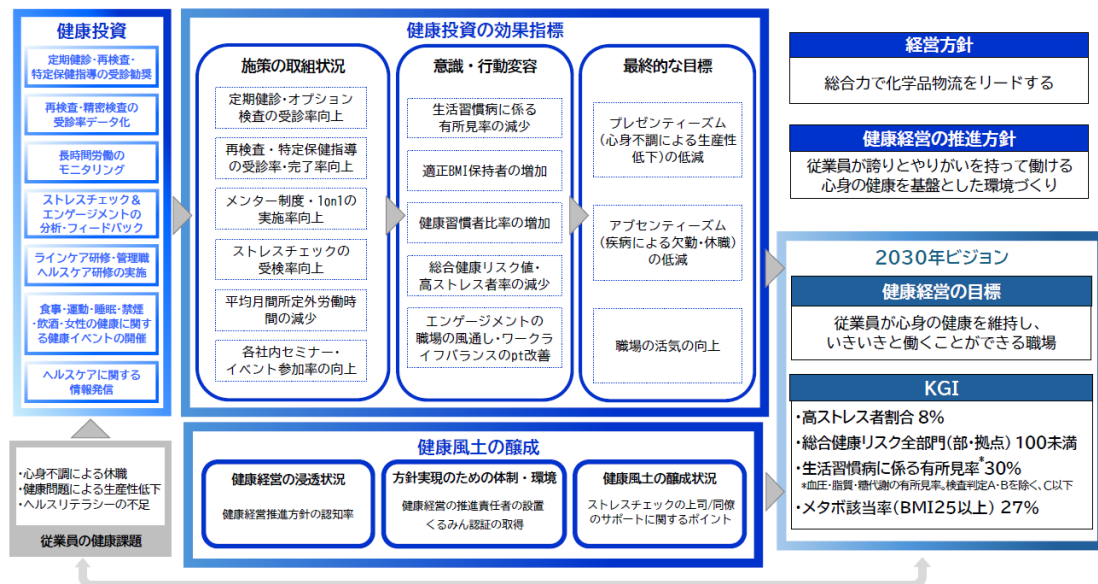 健康投資
定期健診・再検査・
特定保健指導の受診勧奨
再検査・精密検査の
受診率データ化
長時間労働の
モニタリング
ストレスチェック＆
エンゲージメントの
分析・フィードバック
ラインケア研修・管理職
ヘルスケア研修の実施
食事・運動・睡眠・禁煙
・飲酒・女性の健康に関す
る健康イベントの開催
ヘルスケアに関する
情報発信
・心身不調による休職
・健康問題による生産性低下
・ヘルスリテラシーの不足
従業員の健康課題
健康投資の効果指標
施策の取組状況
定期健診・オプション
検査の受診率向上
再検査・特定保健指導
の受診率・完了率向上
メンター制度・1on1の
実施率向上
ストレスチェックの
受検率向上
平均月間所定外労働時
間の減少
各社内セミナー・
イベント参加率の向上
意識・行動変容
生活習慣病に係る
有所見率の減少
適正BMI保持者の増加
健康習慣者比率の増加
総合健康リスク値・
高ストレス者率の減少
エンゲージメントの
職場の風通し・ワークラ
イフバランスのpt改善
最終的な目標
プレゼンティーズム
（心身不調による生産性
低下）の低減
アブセンティーズム
（疾病による欠勤・休職）
の低減
職場の活気の向上
健康風土の醸成
健康経営の浸透状況
健康経営推進方針の認知率
方針実現のための体制・環境
健康経営の推進責任者の設置
くるみん認証の取得
健康風土の醸成状況
ストレスチェックの上司/同僚
のサポートに関するポイント
経営方針
総合力で化学品物流をリードする
健康経営の推進方針
従業員が誇りとやりがいを持って働ける
心身の健康を基盤とした環境づくり
2030年ビジョン
健康経営の目標
従業員が心身の健康を維持し、
いきいきと働くことができる職場
KGI
・高ストレス者割合 8%
・総合健康リスク全部門（部・拠点） 100未満
・生活習慣病に係る有所見率*30%
*血圧・脂質・糖代謝の有所見率。検査判定A・Bを除く、C以下
・メタボ該当率（BMI25以上） 27%